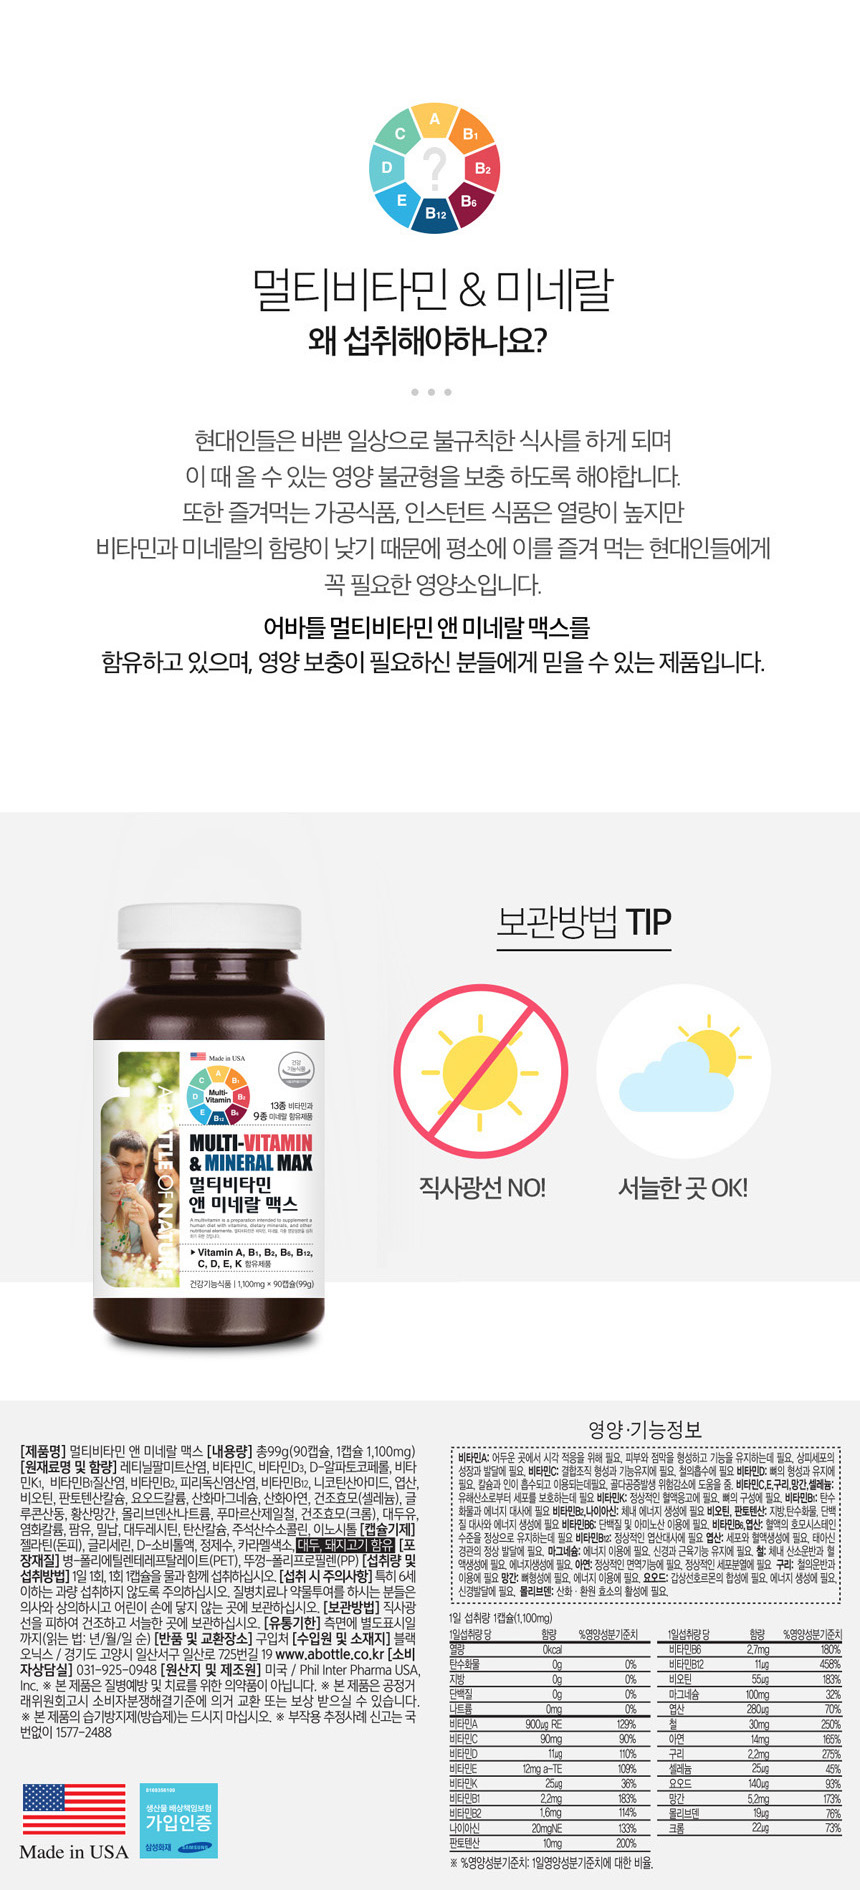 A
B1
B2
B6
B12
E
D
C
?
멀티비타민 & 미네랄
왜 섭취해야하나요?
현대인들은 바쁜 일상으로 불규칙한 식사를 하게 되며
이 때 올 수 있는 영양 불균형을 보충 하도록 해야합니다.
또한 즐겨먹는 가공식품, 인스턴트 식품은 열량이 높지만
비타민과 미네랄의 함량이 낮기 때문에 평소에 이를 즐겨 먹는 현대인들에게
꼭 필요한 영양소입니다.
어바틀 멀티비타민 앤 미네랄 맥스를
함유하고 있으며, 영양 보충이 필요하신 분들에게 믿을 수 있는 제품입니다.
보관방법 TIP
직사광선 NO!
서늘한 곳 OK!
Made in USA
건강
기능식품
A
B1
B2
B6
B12
E
D
C
Multi-
Vitamin
13종 비타민과
9종 미네랄 함유제품
A BOTTLE OF NATURE
MULTI-VITAMIN
& MINERAL MAX
멀티비타민
앤 미네랄 맥스
A multivitamin is a preparation intended to supplement a
human diet with vitamins, dietary minerals, and other
nutritional elements.
▶ Vitamin A, B1, B2, B6, B12,
C, D, E, K 함유제품
건강기능식품 | 1,100mg × 90캡슐(99g)
[제품명] 멀티비타민 앤 미네랄 맥스 [내용량] 총99g(90캡슐, 1캡슐 1,100mg)
[원재료명 및 함량] 레티닐팔미트산염, 비타민C, 비타민D3, D-알파토코페롤, 비타
민K1, 비타민B1질산염, 비타민B2, 피리독신염산염, 비타민B12, 니코틴산아미드, 엽산,
비오틴, 판토텐산칼슘, 요오드칼륨, 산화마그네슘, 산화아연, 건조효모(셀레늄), 글
루콘산동, 황산망간, 몰리브덴산나트륨, 푸마르산제일철, 건조효모(크롬), 대두유,
염화칼륨, 팜유, 밀납, 대두레시틴, 탄산칼슘, 주석산수소콜린, 이노시톨 [캡슐기제]
젤라틴(돈피), 글리세린, D-소비톨액, 정제수, 카라멜색소, 대두, 돼지고기 함유 [포
장재질] 병-폴리에틸렌테레프탈레이트(PET), 뚜껑-폴리프로필렌(PP) [섭취량 및
섭취방법] 1일 1회, 1회 1캡슐을 물과 함께 섭취하십시오. [섭취 시 주의사항] 특히 6세
이하는 과량 섭취하지 않도록 주의하십시오. 질병치료나 약물투여를 하시는 분들은
의사와 상의하시고 어린이 손에 닿지 않는 곳에 보관하십시오. [보관방법] 직사광
선을 피하여 건조하고 서늘한 곳에 보관하십시오. [유통기한] 측면에 별도표시일
까지(읽는 법: 년/월/일 순) [반품 및 교환장소] 구입처 [수입원 및 소재지] 블랙
오닉스 / 경기도 고양시 일산서구 일산로 725번길 19 www.abottle.co.kr [소비
자상담실] 031-925-0948 [원산지 및 제조원] 미국 / Phil Inter Pharma USA,
Inc. ※ 본 제품은 질병예방 및 치료를 위한 의약품이 아닙니다. ※ 본 제품은 공정거
래위원회고시 소비자분쟁해결기준에 의거 교환 또는 보상 받으실 수 있습니다.
※ 본 제품의 습기방지제(방습제)는 드시지 마십시오. ※ 부작용 추정사례 신고는 국
번없이 1577-2488
Made in USA
생산물 배상책임보험
가입인증
삼성화재 SAMSUNG
영양·기능정보
비타민A: 어두운 곳에서 시각 적응을 위해 필요, 피부와 점막을 형성하고 기능을 유지하는데 필요, 상피세포의
성장과 발달에 필요, 비타민C: 결합조직 형성과 기능유지에 필요, 철의흡수에 필요 비타민D: 뼈의 형성과 유지에
필요, 칼슘과 인이 흡수되고 이용되는데필요, 골다공증발생 위험감소에 도움을 줌. 비타민C,E,구리,망간,셀레늄:
유해산소로부터 세포를 보호하는데 필요 비타민K: 정상적인 혈액응고에 필요, 뼈의 구성에 필요, 비타민B1: 탄수
화물과 에너지 대사에 필요 비타민B2,나이아신: 체내 에너지 생성에 필요 비오틴, 판토텐산: 지방,탄수화물, 단백
질 대사와 에너지 생성에 필요 비타민B6: 단백질 및 아미노산 이용에 필요, 비타민B6,엽산: 혈액의 호모시스테인
수준을 정상으로 유지하는데 필요 비타민B12: 정상적인 엽산대사에 필요 엽산: 세포와 혈액생성에 필요, 태아신
경관의 정상 발달에 필요, 마그네슘: 에너지 이용에 필요, 신경과 근육기능 유지에 필요, 철: 체내 산소운반과 혈
액생성에 필요, 에너지생성에 필요, 아연: 정상적인 면역기능에 필요, 정상적인 세포분열에 필요 구리: 철의운반과
이용에 필요 망간: 뼈형성에 필요, 에너지 이용에 필요, 요오드: 갑상선호르몬의 합성에 필요, 에너지 생성에 필요,
신경발달에 필요, 몰리브덴: 산화·환원 효소의 활성에 필요,
1일 섭취량 1캡슐(1,100mg)
1일섭취량 당 함량 %영양성분기준치
열량 0kcal
탄수화물 0g 0%
지방 0g 0%
단백질 0g 0%
나트륨 0mg 0%
비타민A 900μg RE 129%
비타민C 90mg 90%
비타민D 11μg 110%
비타민E 12mg a-TE 109%
비타민K 25μg 36%
비타민B1 2.2mg 183%
비타민B2 1.6mg 114%
나이아신 20mgNE 133%
판토텐산 10mg 200%
1일섭취량 당 함량 %영양성분기준치
비타민B6 2.7mg 180%
비타민B12 11μg 458%
비오틴 55μg 183%
마그네슘 100mg 32%
엽산 280μg 70%
철 30mg 250%
아연 14mg 165%
구리 2.2mg 275%
셀레늄 25μg 45%
요오드 140μg 93%
망간 5.2mg 173%
몰리브덴 19μg 76%
크롬 22μg 73%
※ %영양성분기준치: 1일영양성분기준치에 대한 비율.